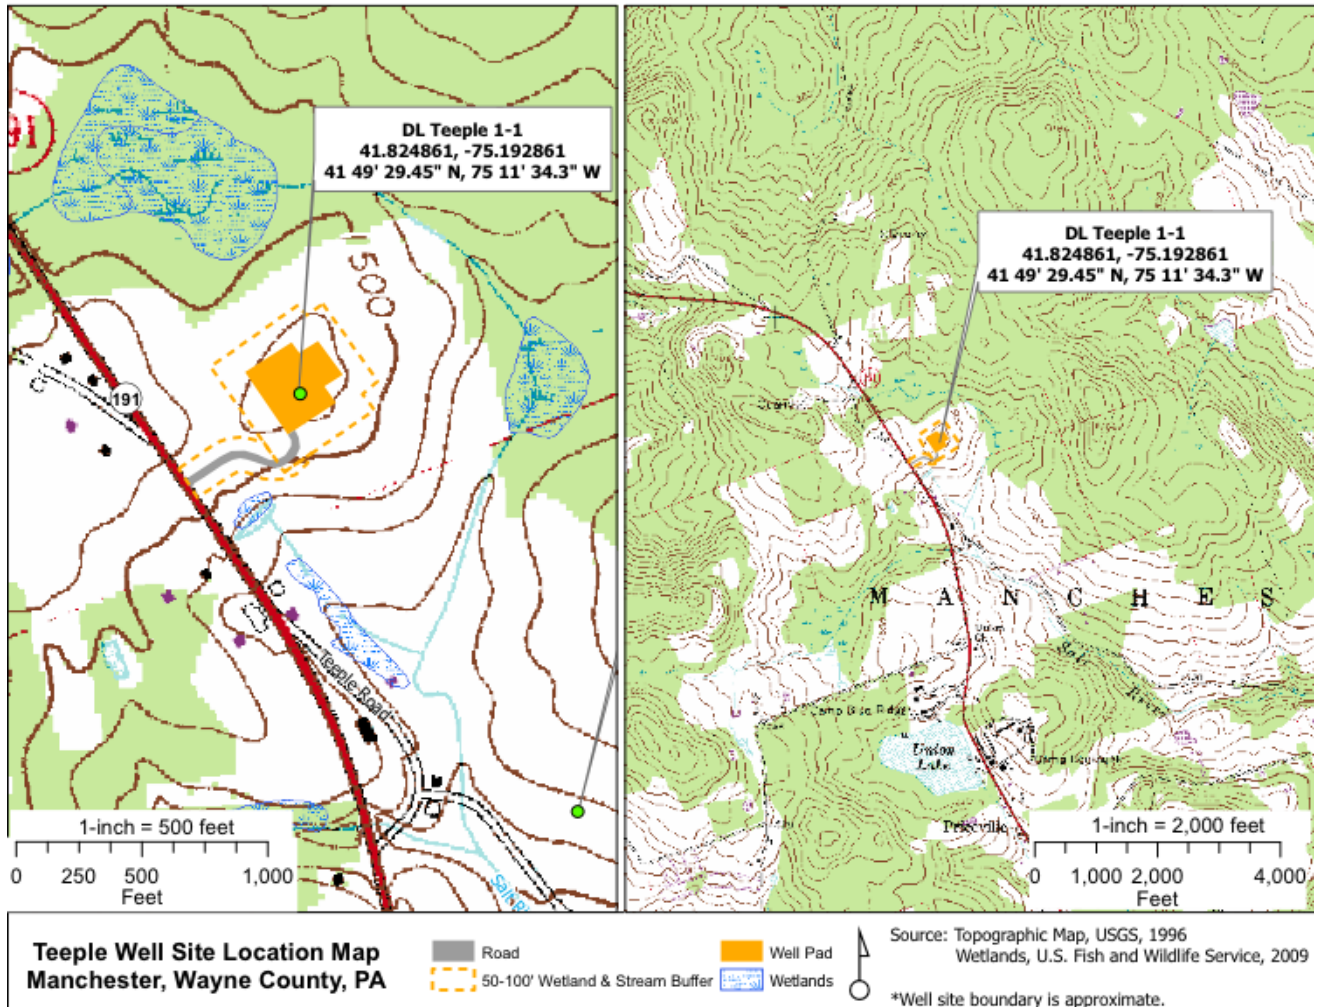 91
DL Teeple 1-1
41.824861, -75.192861
41 49' 29.45" N, 75 11' 34.3" W
1500
191
Teeple Road
1-inch = 500 feet
0 250 500 1,000
Feet
DL Teeple 1-1
41.824861, -75.192861
41 49' 29.45" N, 75 11' 34.3" W
M A N C H E S
Union
Lake
1-inch = 2,000 feet
0 1,000 2,000 4,000
Feet
Teeple Well Site Location Map
Manchester, Wayne County, PA
Road
50-100' Wetland & Stream Buffer
Well Pad
Wetlands
Source: Topographic Map, USGS, 1996
Wetlands, U.S. Fish and Wildlife Service, 2009
*Well site boundary is approximate.